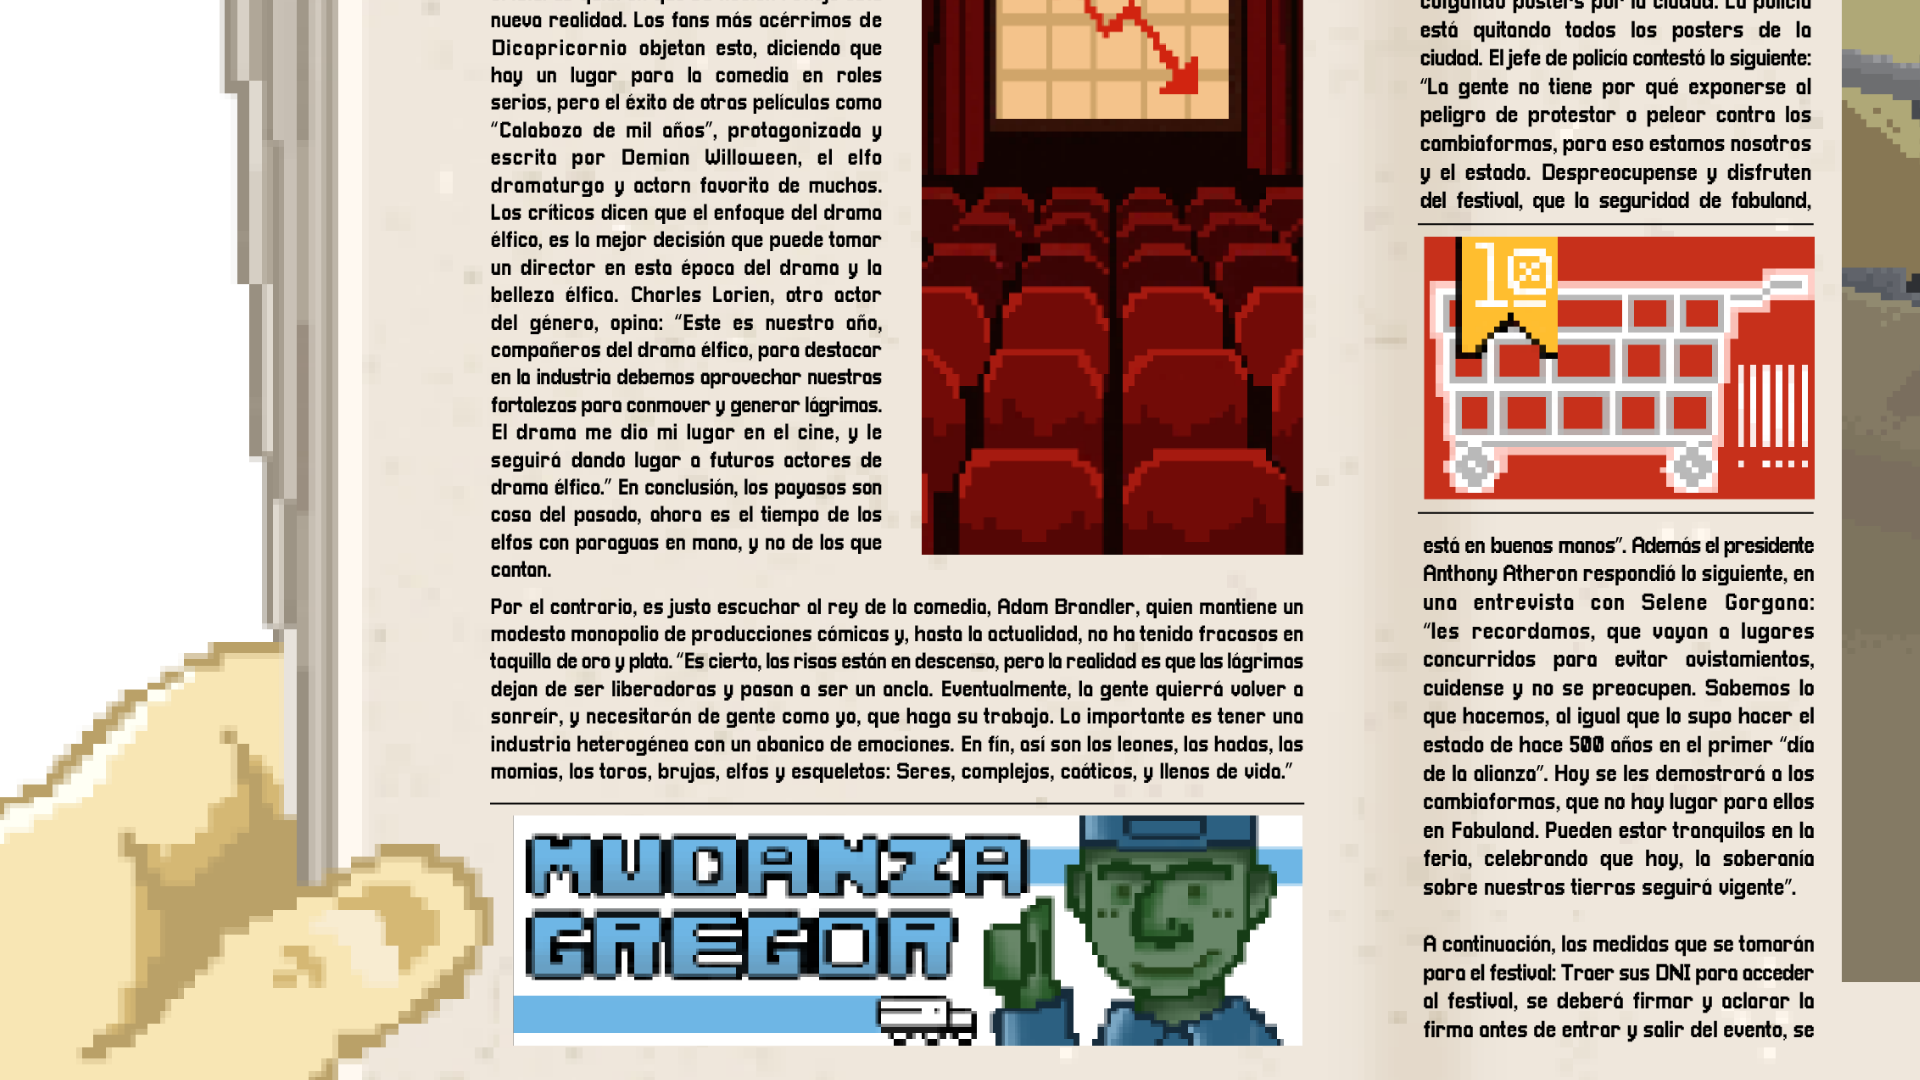 nueva realidad. Los fans más acérrimos de
Dicapricornio objetan esto, diciendo que
hay un lugar para la comedia en roles
serios, pero el éxito de otras películas como
“Calabozo de mil años”, protagonizada y
escrita por Demian Willoween, el elfo
dramaturgo y actorn favorito de muchos.
Los críticos dicen que el enfoque del drama
élfico, es la mejor decisión que puede tomar
un director en esta época del drama y la
belleza élfica. Charles Lorien, otro actor
del género, opina: “Este es nuestro año,
compañeros del drama élfico, para destacar
en la industria debemos aprovechar nuestras
fortalezas para conmover y generar lágrimas.
El drama me dio mi lugar en el cine, y le
seguirá dando lugar a futuros actores de
drama élfico.” En conclusión, los payasos son
cosa del pasado, ahora es el tiempo de los
elfos con paraguas en mano, y no de los que
cantan.
Por el contrario, es justo escuchar al rey de la comedia, Adam Brandler, quien mantiene un
modesto monopolio de producciones cómicas y, hasta la actualidad, no ha tenido fracasos en
taquilla de oro y plata. “Es cierto, las risas están en descenso, pero la realidad es que las lágrimas
dejan de ser liberadoras y pasan a ser un ancla. Eventualmente, la gente quierrá volver a
sonreír, y necesitarán de gente como yo, que haga su trabajo. Lo importante es tener una
industria heterogénea con un abanico de emociones. En fín, así son los leones, las hadas, las
momias, los toros, brujas, elfos y esqueletos: Seres, complejos, caóticos, y llenos de vida.”
MUDANZA
GREGOR
colgando posters por la ciudad. La policía
está quitando todos los posters de la
ciudad. El jefe de policía contestó lo siguiente:
“La gente no tiene por qué exponerse al
peligro de protestar o pelear contra los
cambiaformas, para eso estamos nosotros
y el estado. Despreocupense y disfruten
del festival, que la seguridad de fabuland,
está en buenas manos”. Además el presidente
Anthony Atheron respondió lo siguiente, en
una entrevista con Selene Gorgana:
“les recordamos, que vayan a lugares
concurridos para evitar avistamientos,
cuidense y no se preocupen. Sabemos lo
que hacemos, al igual que lo supo hacer el
estado de hace 500 años en el primer “día
de la alianza”. Hoy se les demostrará a los
cambiaformas, que no hay lugar para ellos
en Fabuland. Pueden estar tranquilos en la
feria, celebrando que hoy, la soberanía
sobre nuestras tierras seguirá vigente”.
A continuación, las medidas que se tomarán
para el festival: Traer sus DNI para acceder
al festival, se deberá firmar y aclarar la
firma antes de entrar y salir del evento, se